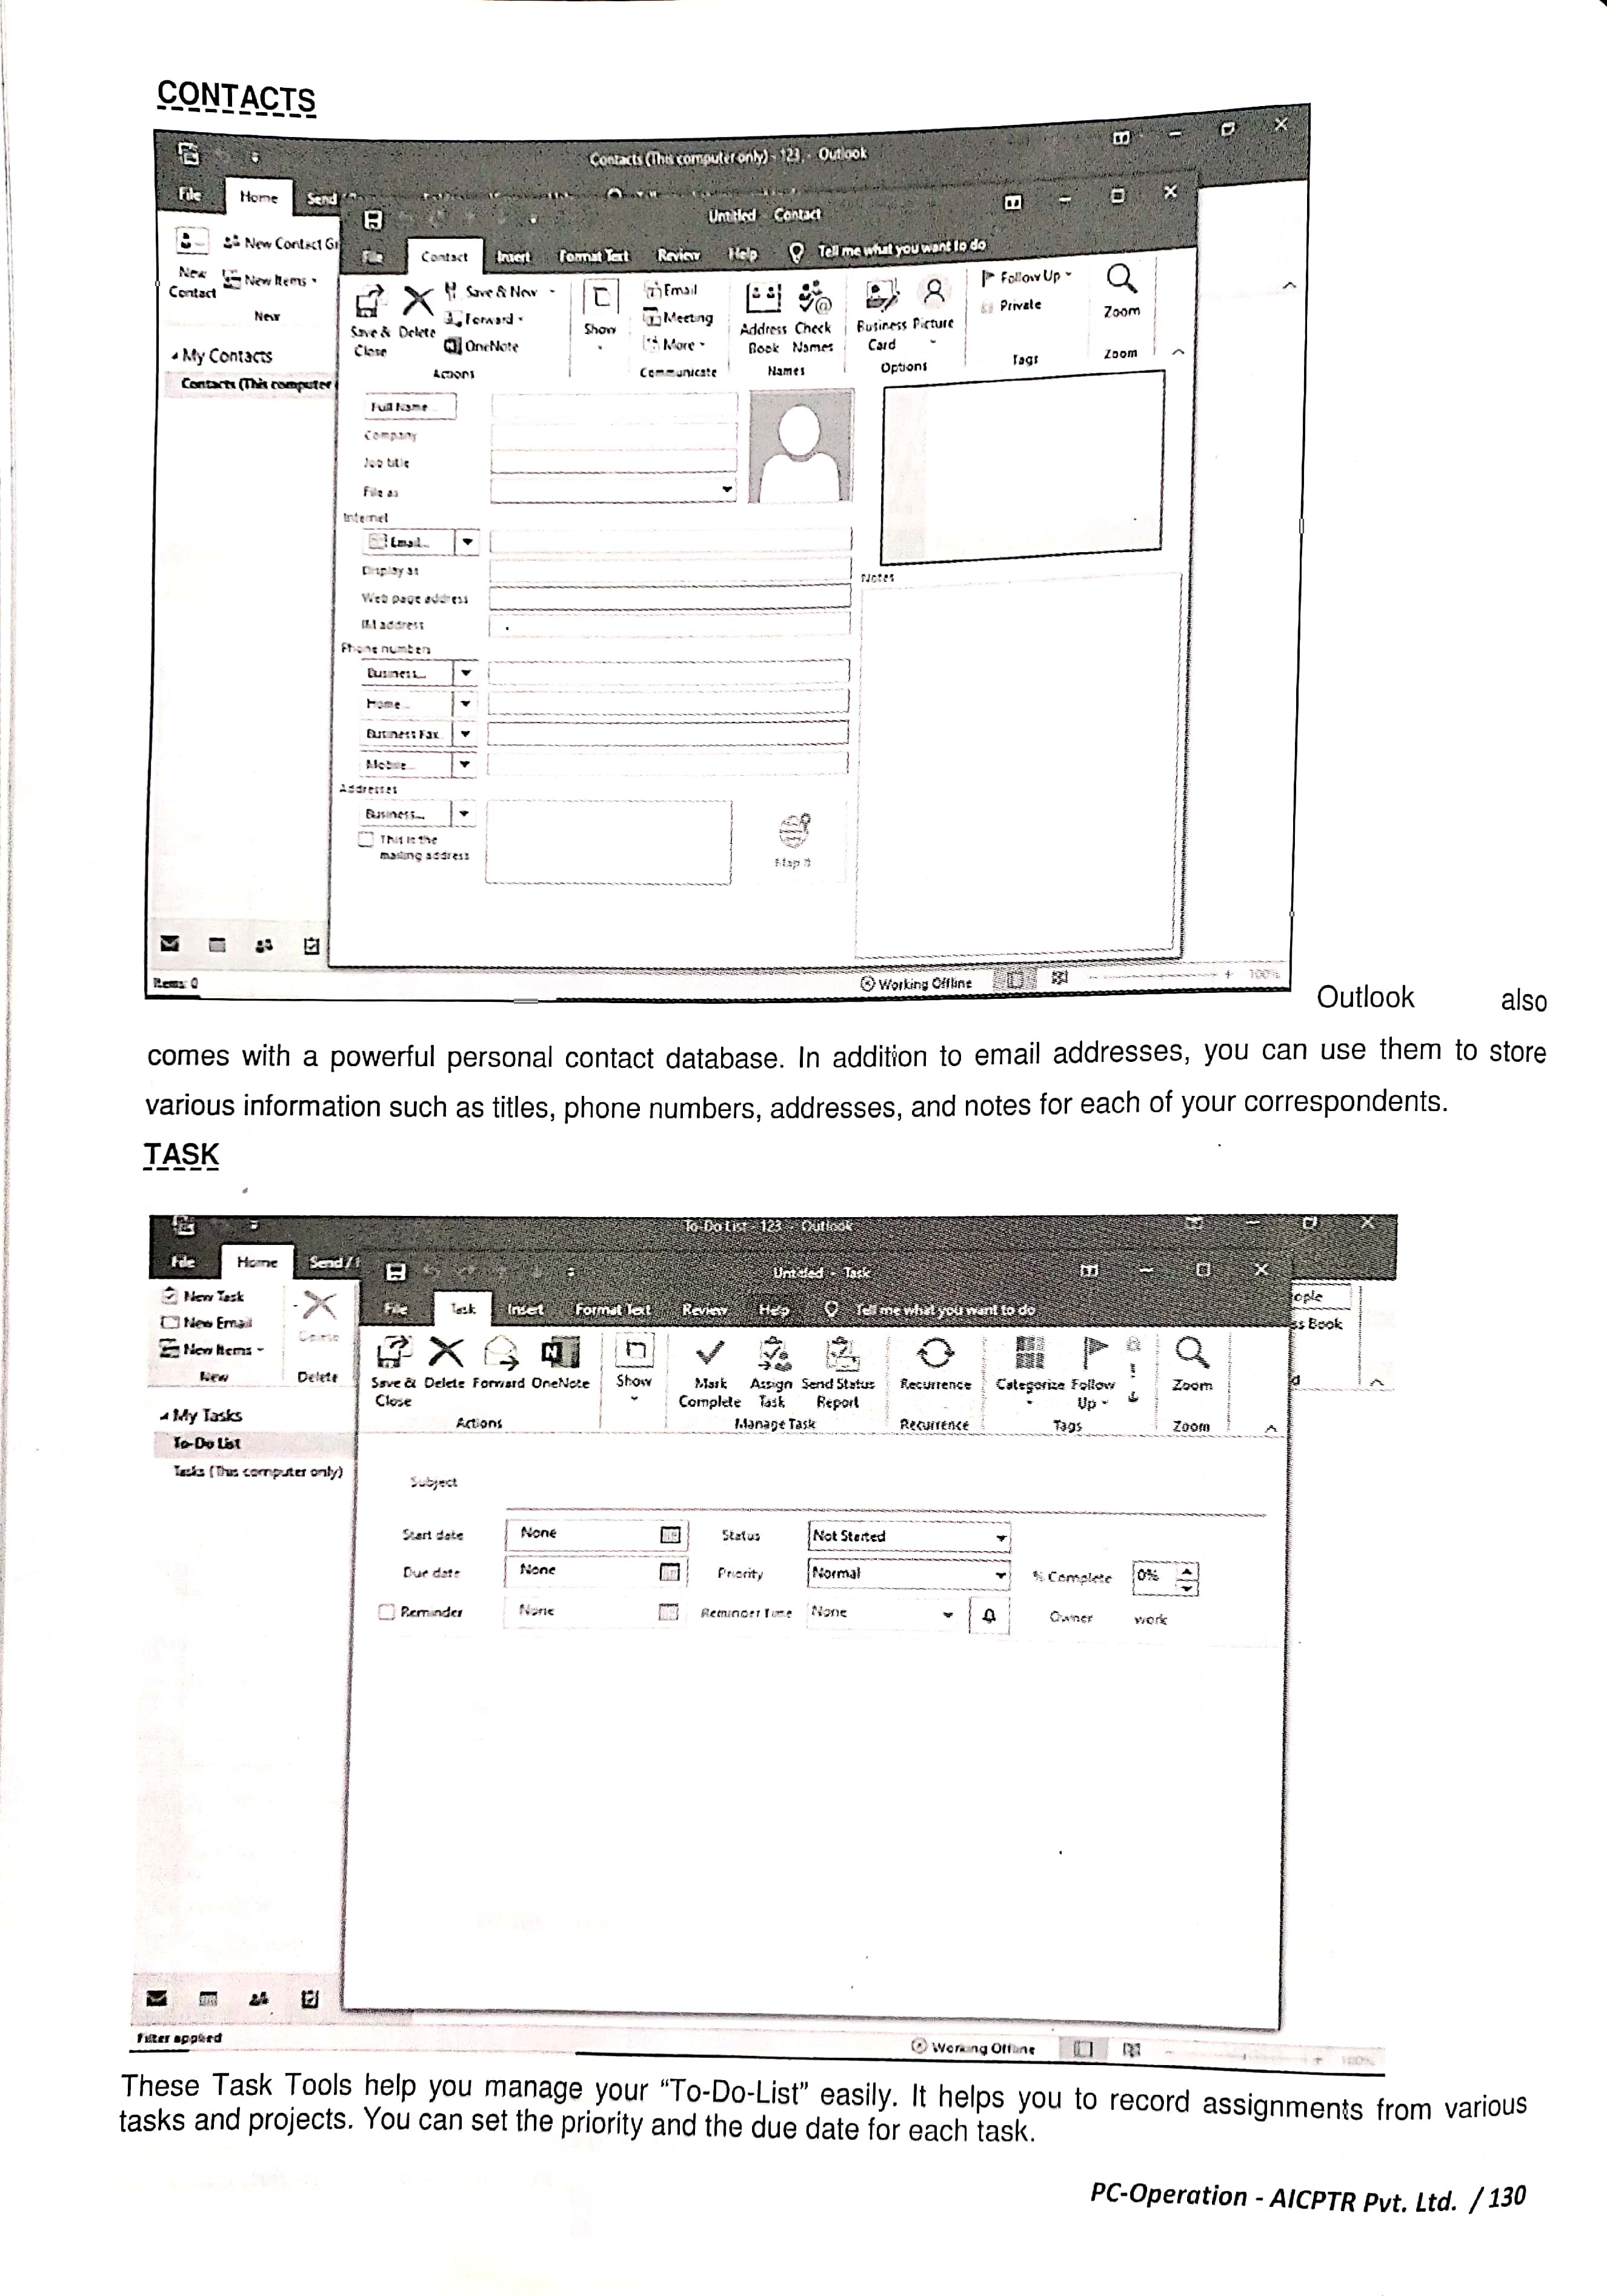 CONTACTS
Contacts (This computer only) - 123 - Outlook
File Home Send
Untitled - Contact
File Contact Insert Format Text Review Help Tell me what you want to do
New Contact
New Contact Gr
New Items
New
Save & Close
Delete
Save & New
Forward
OneNote
Actions
Show
Email
Meeting
More
Communicate
Address Book
Check Names
Names
Business Card
Picture
Options
Follow Up
Private
Tags
Zoom
Zoom
My Contacts
Contacts (This computer
Full Name...
Company
Job title
File as
Internet
Email...
Display as
Web page address
IM address
Phone numbers
Business...
Home...
Business Fax
Mobile...
Addresses
Business...
This is the
mailing address
Map It
Notes
Items: 0
Working Offline
100%
Outlook also
comes with a powerful personal contact database. In addition to email addresses, you can use them to store
various information such as titles, phone numbers, addresses, and notes for each of your correspondents.
TASK
To-Do List - 123 - Outlook
File Home Send /
Untitled - Task
File Task Insert Format Text Review Help Tell me what you want to do
New Task
New Email
New Items
New
Delete
Delete
Save & Close
Delete
Forward
OneNote
Actions
Show
Mark Complete
Assign Task
Send Status Report
Manage Task
Recurrence
Recurrence
Categorize
Follow Up
Tags
Zoom
Zoom
ople
ss Book
d
My Tasks
To-Do List
Tasks (This computer only)
Subject
Start date None Status Not Started
Due date None Priority Normal % Complete 0%
Reminder None Reminder Time None Owner work
Filter applied
Working Offline
100%
These Task Tools help you manage your “To-Do-List” easily. It helps you to record assignments from various
tasks and projects. You can set the priority and the due date for each task.
PC-Operation - AICPTR Pvt. Ltd. / 130